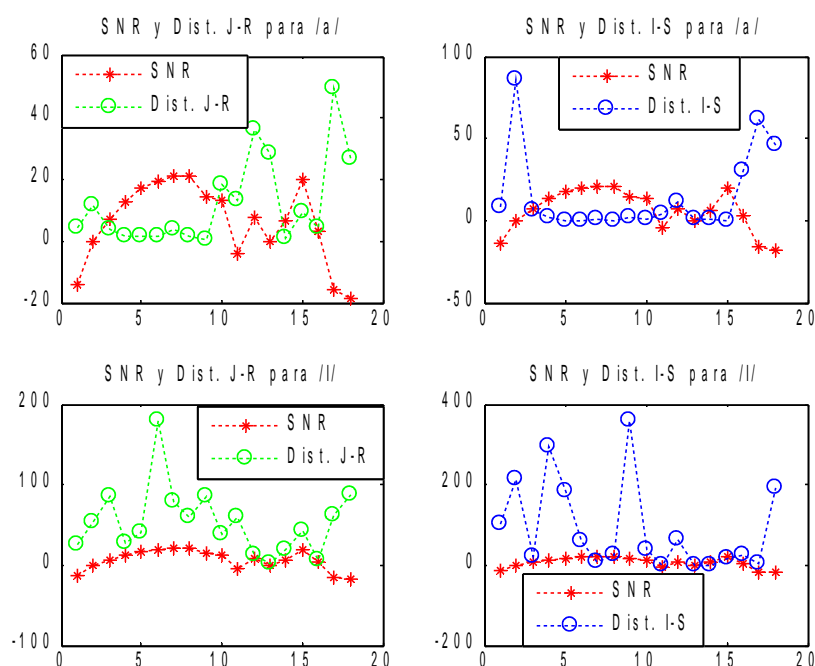 SNR y Dist. J-R para /a/
60
40
20
0
-20
0 5 10 15 20
SNR
Dist. J-R
SNR y Dist. I-S para /a/
100
50
0
-50
0 5 10 15 20
SNR
Dist. I-S
SNR y Dist. J-R para /l/
200
100
0
-100
0 5 10 15 20
SNR
Dist. J-R
SNR y Dist. I-S para /l/
400
200
0
-200
0 5 10 15 20
SNR
Dist. I-S